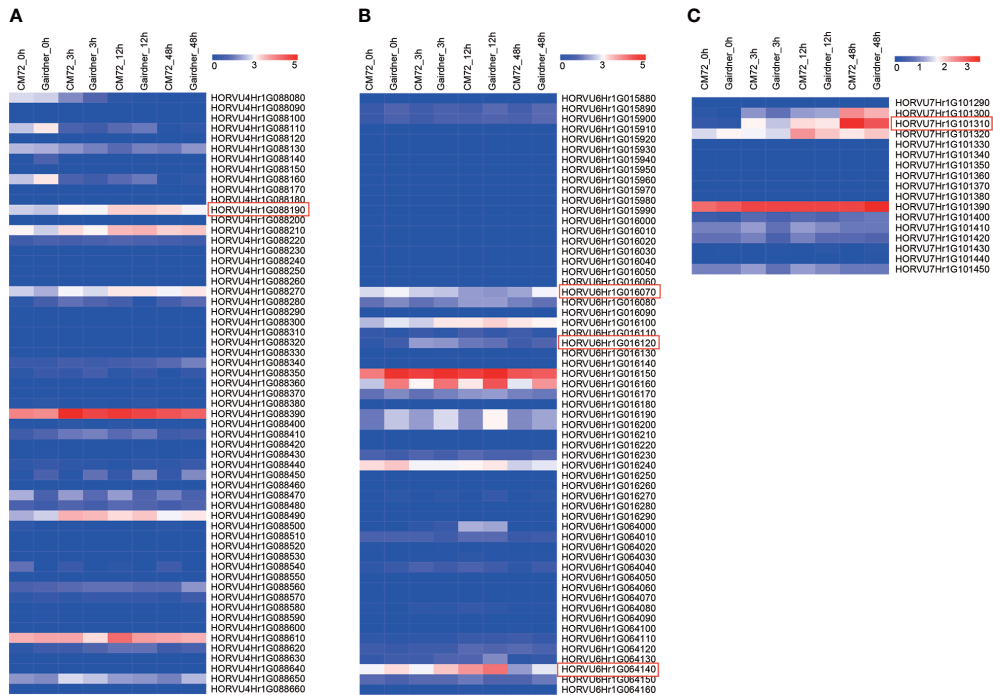 A
CM72_0h
Gairdner_0h
CM72_3h
Gairdner_3h
CM72_12h
Gairdner_12h
CM72_48h
Gairdner_48h
0 3 5
HORVU4Hr1G088080
HORVU4Hr1G088090
HORVU4Hr1G088100
HORVU4Hr1G088110
HORVU4Hr1G088120
HORVU4Hr1G088130
HORVU4Hr1G088140
HORVU4Hr1G088150
HORVU4Hr1G088160
HORVU4Hr1G088170
HORVU4Hr1G088180
HORVU4Hr1G088190
HORVU4Hr1G088200
HORVU4Hr1G088210
HORVU4Hr1G088220
HORVU4Hr1G088230
HORVU4Hr1G088240
HORVU4Hr1G088250
HORVU4Hr1G088260
HORVU4Hr1G088270
HORVU4Hr1G088280
HORVU4Hr1G088290
HORVU4Hr1G088300
HORVU4Hr1G088310
HORVU4Hr1G088320
HORVU4Hr1G088330
HORVU4Hr1G088340
HORVU4Hr1G088350
HORVU4Hr1G088360
HORVU4Hr1G088370
HORVU4Hr1G088380
HORVU4Hr1G088390
HORVU4Hr1G088400
HORVU4Hr1G088410
HORVU4Hr1G088420
HORVU4Hr1G088430
HORVU4Hr1G088440
HORVU4Hr1G088450
HORVU4Hr1G088460
HORVU4Hr1G088470
HORVU4Hr1G088480
HORVU4Hr1G088490
HORVU4Hr1G088500
HORVU4Hr1G088510
HORVU4Hr1G088520
HORVU4Hr1G088530
HORVU4Hr1G088540
HORVU4Hr1G088550
HORVU4Hr1G088560
HORVU4Hr1G088570
HORVU4Hr1G088580
HORVU4Hr1G088590
HORVU4Hr1G088600
HORVU4Hr1G088610
HORVU4Hr1G088620
HORVU4Hr1G088630
HORVU4Hr1G088640
HORVU4Hr1G088650
HORVU4Hr1G088660
B
CM72_0h
Gairdner_0h
CM72_3h
Gairdner_3h
CM72_12h
Gairdner_12h
CM72_48h
Gairdner_48h
0 3 5
HORVU6Hr1G015880
HORVU6Hr1G015890
HORVU6Hr1G015900
HORVU6Hr1G015910
HORVU6Hr1G015920
HORVU6Hr1G015930
HORVU6Hr1G015940
HORVU6Hr1G015950
HORVU6Hr1G015960
HORVU6Hr1G015970
HORVU6Hr1G015980
HORVU6Hr1G015990
HORVU6Hr1G016000
HORVU6Hr1G016010
HORVU6Hr1G016020
HORVU6Hr1G016030
HORVU6Hr1G016040
HORVU6Hr1G016050
HORVU6Hr1G016060
HORVU6Hr1G016070
HORVU6Hr1G016080
HORVU6Hr1G016090
HORVU6Hr1G016100
HORVU6Hr1G016110
HORVU6Hr1G016120
HORVU6Hr1G016130
HORVU6Hr1G016140
HORVU6Hr1G016150
HORVU6Hr1G016160
HORVU6Hr1G016170
HORVU6Hr1G016180
HORVU6Hr1G016190
HORVU6Hr1G016200
HORVU6Hr1G016210
HORVU6Hr1G016220
HORVU6Hr1G016230
HORVU6Hr1G016240
HORVU6Hr1G016250
HORVU6Hr1G016260
HORVU6Hr1G016270
HORVU6Hr1G016280
HORVU6Hr1G016290
HORVU6Hr1G064000
HORVU6Hr1G064010
HORVU6Hr1G064020
HORVU6Hr1G064030
HORVU6Hr1G064040
HORVU6Hr1G064050
HORVU6Hr1G064060
HORVU6Hr1G064070
HORVU6Hr1G064080
HORVU6Hr1G064090
HORVU6Hr1G064100
HORVU6Hr1G064110
HORVU6Hr1G064120
HORVU6Hr1G064130
HORVU6Hr1G064140
HORVU6Hr1G064150
HORVU6Hr1G064160
C
CM72_0h
Gairdner_0h
CM72_3h
Gairdner_3h
CM72_12h
Gairdner_12h
CM72_48h
Gairdner_48h
0 1 2 3
HORVU7Hr1G101290
HORVU7Hr1G101300
HORVU7Hr1G101310
HORVU7Hr1G101320
HORVU7Hr1G101330
HORVU7Hr1G101340
HORVU7Hr1G101350
HORVU7Hr1G101360
HORVU7Hr1G101370
HORVU7Hr1G101380
HORVU7Hr1G101390
HORVU7Hr1G101400
HORVU7Hr1G101410
HORVU7Hr1G101420
HORVU7Hr1G101430
HORVU7Hr1G101440
HORVU7Hr1G101450